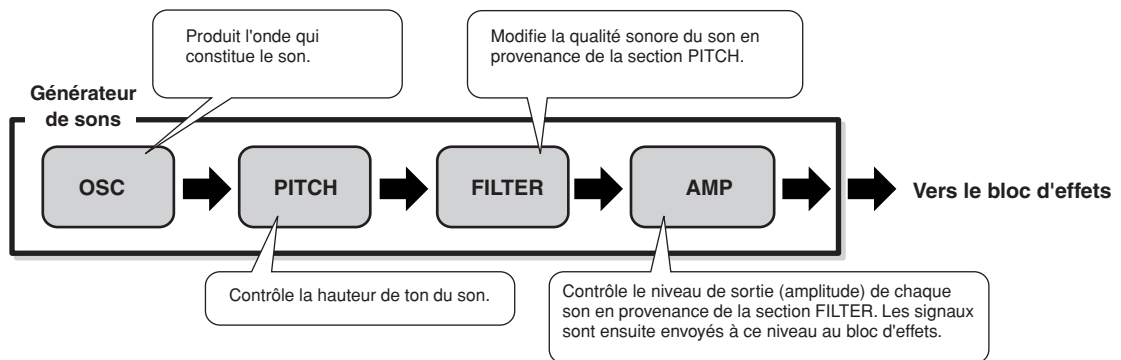 Produit l'onde qui
constitue le son.
Modifie la qualité sonore du son en
provenance de la section PITCH.
Générateur
de sons
OSC
PITCH
FILTER
AMP
Vers le bloc d'effets
Contrôle la hauteur de ton du son.
Contrôle le niveau de sortie (amplitude) de chaque
son en provenance de la section FILTER. Les signaux
sont ensuite envoyés à ce niveau au bloc d'effets.